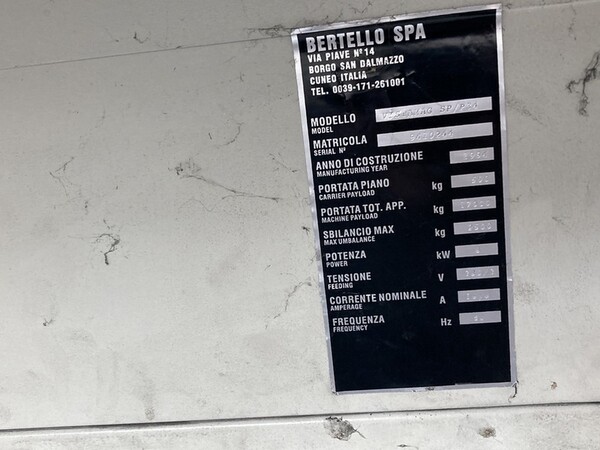 BERTELLO SPA
VIA PIAVE Nº14
BORGO SAN DALMAZZO
CUNEO ITALIA
TEL. 0039-171-261001
MODELLO
MODEL
MATRICOLA
SERIAL Nº
ANNO DI COSTRUZIONE
MANUFACTURING YEAR
PORTATA PIANO kg
CARRIER PAYLOAD
PORTATA TOT. APP. kg
MACHINE PAYLOAD
SBILANCIO MAX kg
MAX UMBALANCE
POTENZA kW
POWER
TENSIONE V
FEEDING
CORRENTE NOMINALE A
AMPERAGE
FREQUENZA Hz
FREQUENCY